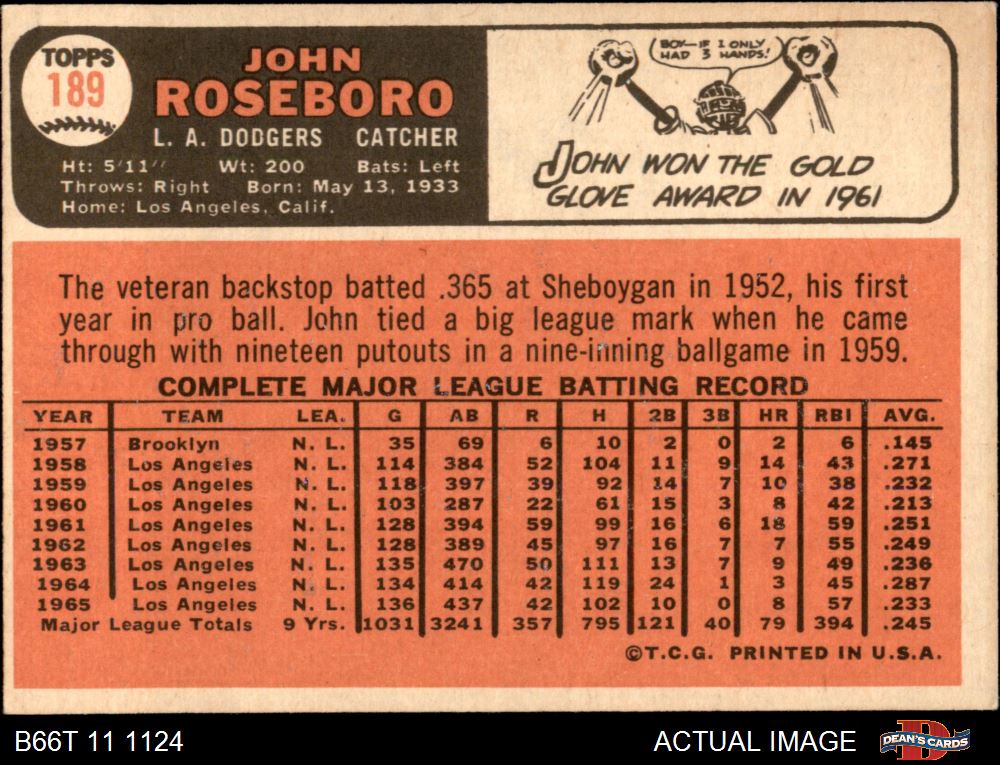 TOPPS
189
JOHN
ROSEBORO
L. A. DODGERS CATCHER
Ht: 5'11" Wt: 200 Bats: Left
Throws: Right Born: May 13, 1933
Home: Los Angeles, Calif.
BOY—IF I ONLY
HAD 3 HANDS!
JOHN WON THE GOLD
GLOVE AWARD IN 1961
The veteran backstop batted .365 at Sheboygan in 1952, his first
year in pro ball. John tied a big league mark when he came
through with nineteen putouts in a nine-inning ballgame in 1959.
COMPLETE MAJOR LEAGUE BATTING RECORD
YEAR TEAM LEA. G AB R H 2B 3B HR RBI AVG.
1957 Brooklyn N. L. 35 69 6 10 2 0 2 6 .145
1958 Los Angeles N. L. 114 384 52 104 11 9 14 43 .271
1959 Los Angeles N. L. 118 397 39 92 14 7 10 38 .232
1960 Los Angeles N. L. 103 287 22 61 15 3 8 42 .213
1961 Los Angeles N. L. 128 394 59 99 16 6 18 59 .251
1962 Los Angeles N. L. 128 389 45 97 16 7 7 55 .249
1963 Los Angeles N. L. 135 470 50 111 13 7 9 49 .236
1964 Los Angeles N. L. 134 414 42 119 24 1 3 45 .287
1965 Los Angeles N. L. 136 437 42 102 10 0 8 57 .233
Major League Totals 9 Yrs. 1031 3241 357 795 121 40 79 394 .245
©T.C.G. PRINTED IN U.S.A.
B66T 11 1124
ACTUAL IMAGE
DEAN'S CARDS